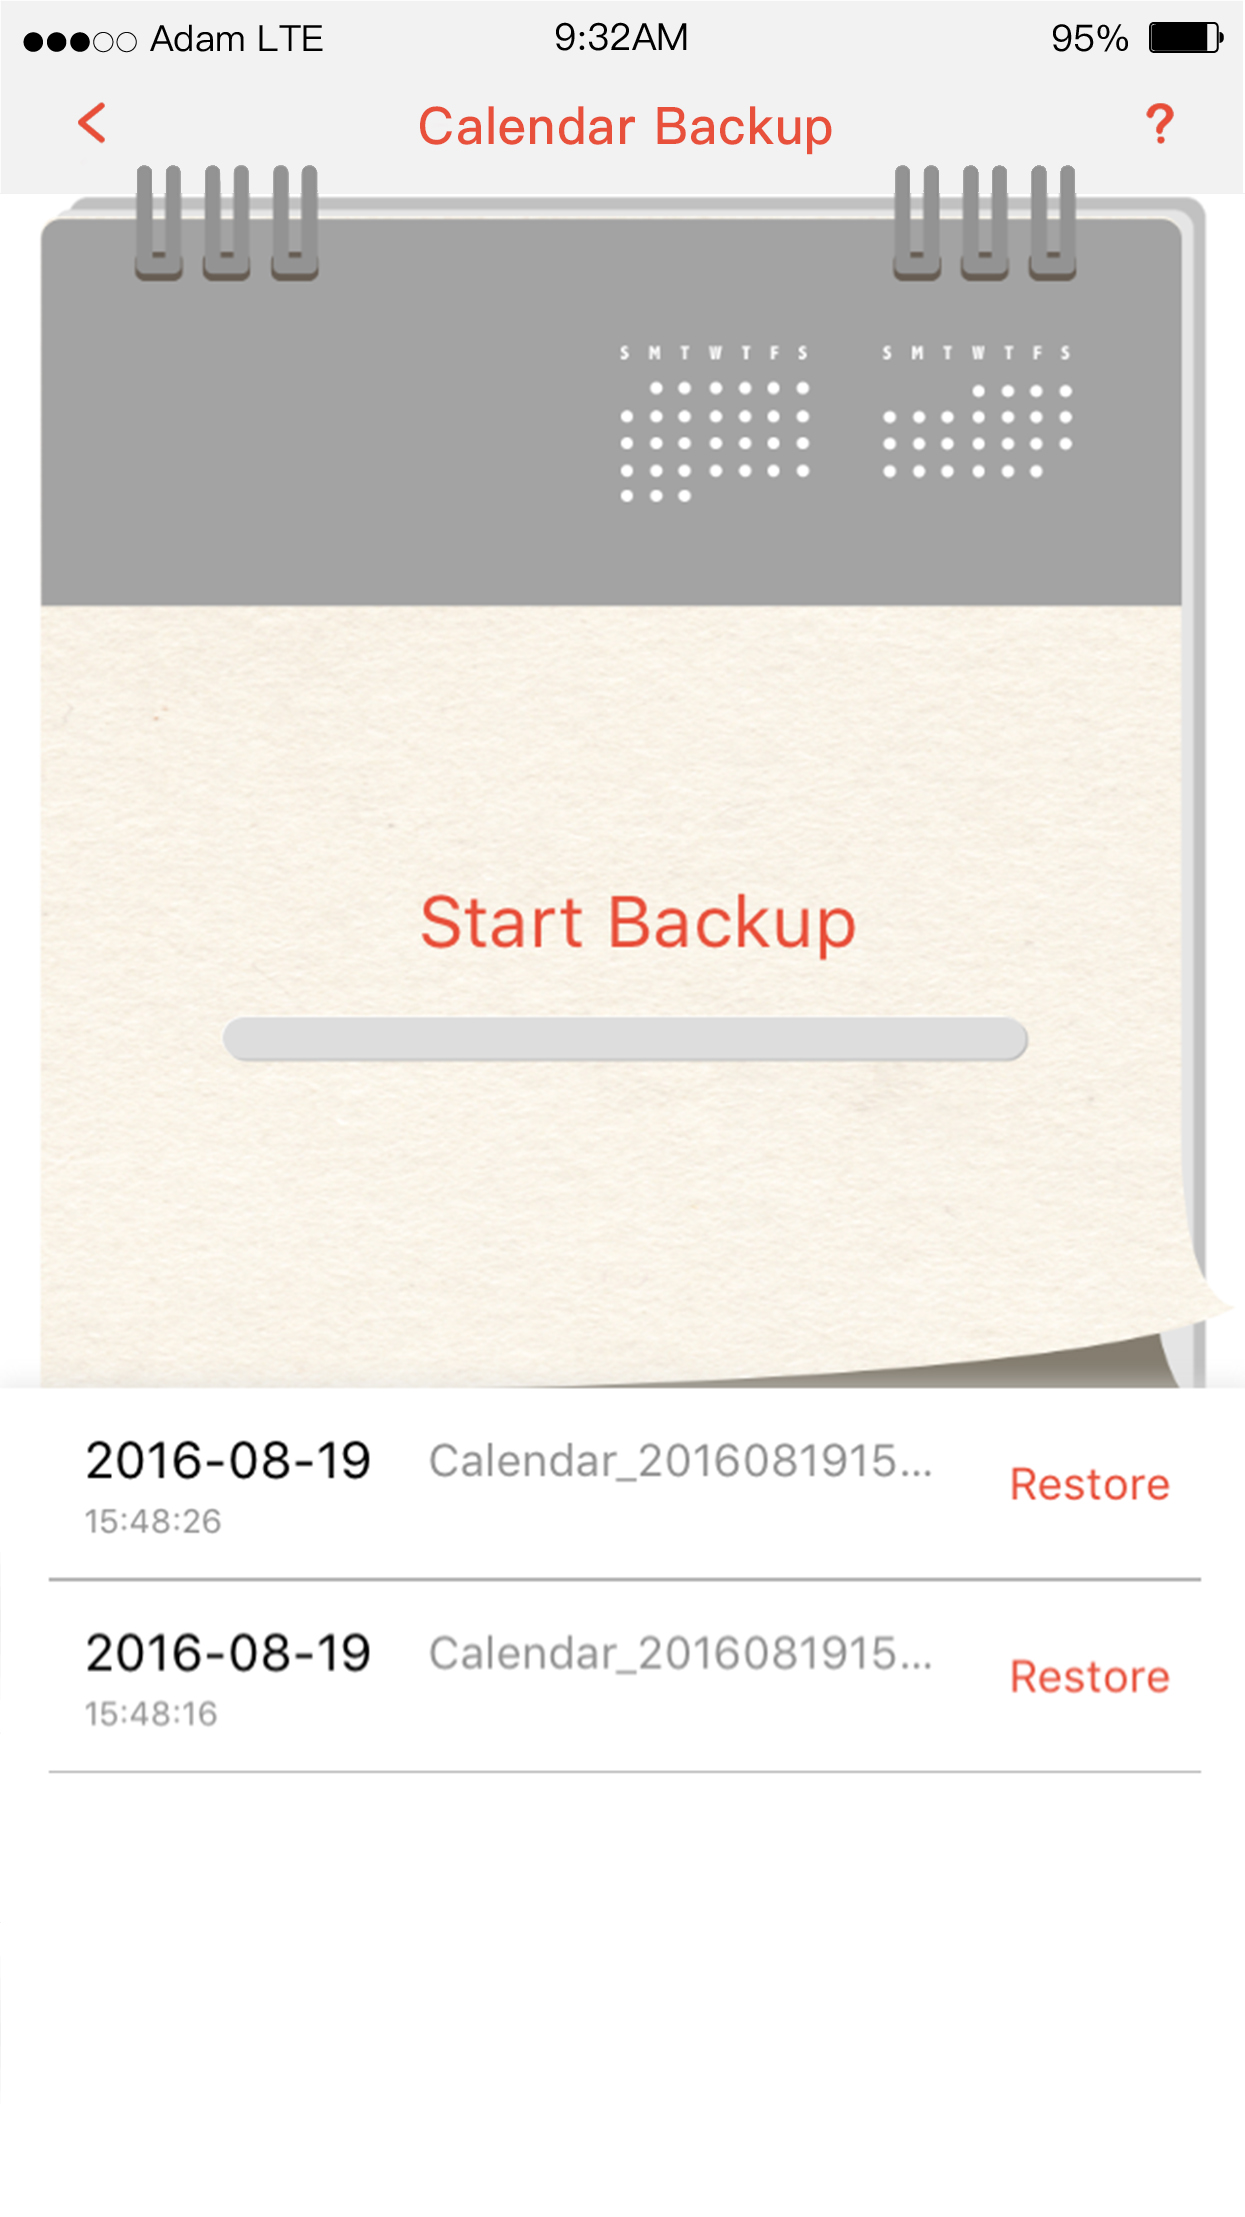 Adam LTE 9:32AM 95%
< Calendar Backup ?
S M T W T F S S M T W T F S
Start Backup
2016-08-19 Calendar_2016081915... Restore
15:48:26
2016-08-19 Calendar_2016081915... Restore
15:48:16